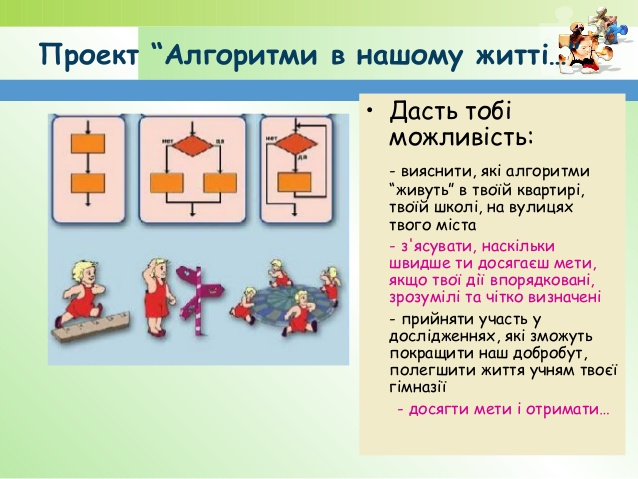 Проект “Алгоритми в нашому житті…
нет да
нет
да
• Дасть тобі
можливість:
- вияснити, які алгоритми
“живуть” в твоїй квартирі,
твоїй школі, на вулицях
твого міста
- з'ясувати, наскільки
швидше ти досягаєш мети,
якщо твої дії впорядковані,
зрозумілі та чітко визначені
- прийняти участь у
дослідженнях, які зможуть
покращити наш добробут,
полегшити життя учням твоєї
гімназії
- досягти мети і отримати…